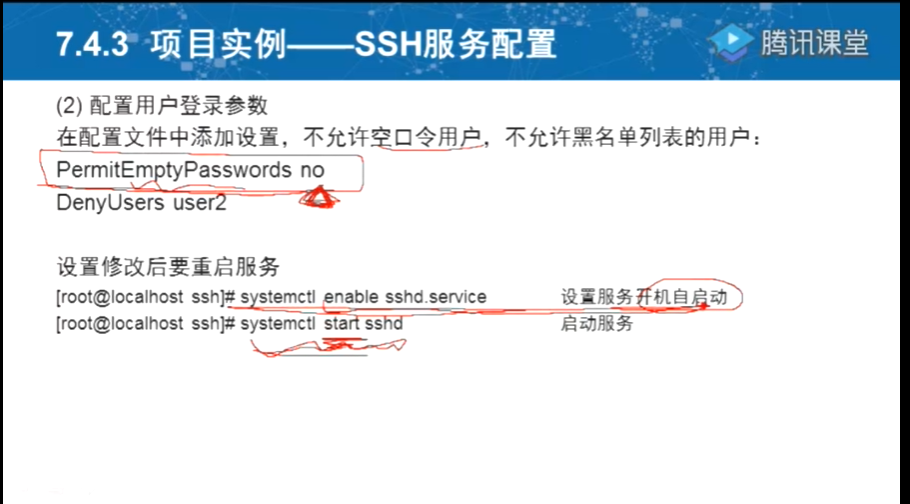 7.4.3 项目实例——SSH服务配置
腾讯课堂
(2) 配置用户登录参数
在配置文件中添加设置，不允许空口令用户，不允许黑名单列表的用户：
PermitEmptyPasswords no
DenyUsers user2
设置修改后要重启服务
[root@localhost ssh]# systemctl enable sshd.service 设置服务开机自启动
[root@localhost ssh]# systemctl start sshd 启动服务